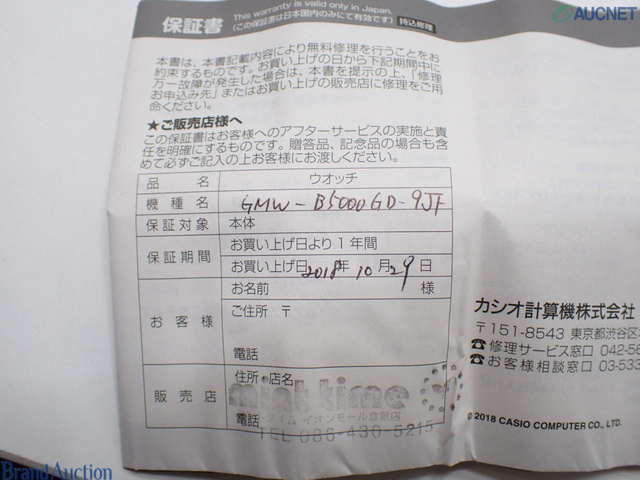 AUCNET
保証書
This warranty is valid only in Japan.
(この保証書は日本国内のみにて有効です)
持込修理
本書は、本書記載内容により無料修理を行うことをお
約束するものです。お買い上げの日から下記期間中に
万一故障が発生した場合は、本書を提示の上、「修理
お申込み先」またはお買い上げの販売店に修理をご用
命ください。
★ご販売店様へ
この保証書はお客様へのアフターサービスの実施と責
任を明確にするものです。贈答品、記念品の場合も含
めて必ずご記入の上お客様にお渡しください。
品名 ウオッチ
機種名 GMW-B5000GD-9JF
保証対象 本体
保証期間 お買い上げ日より1年間
お買い上げ日 2018年10月29日
お客様 お名前 様
ご住所 〒
電話
販売店 住所・店名
mint time
タイム イオンモール倉敷店
電話
TEL 086-430-5215
カシオ計算機株式会社
〒151-8543 東京都渋谷区
☎修理サービス窓口 042-56
☎お客様相談窓口 03-533
©2018 CASIO COMPUTER CO., LTD.
BrandAuction